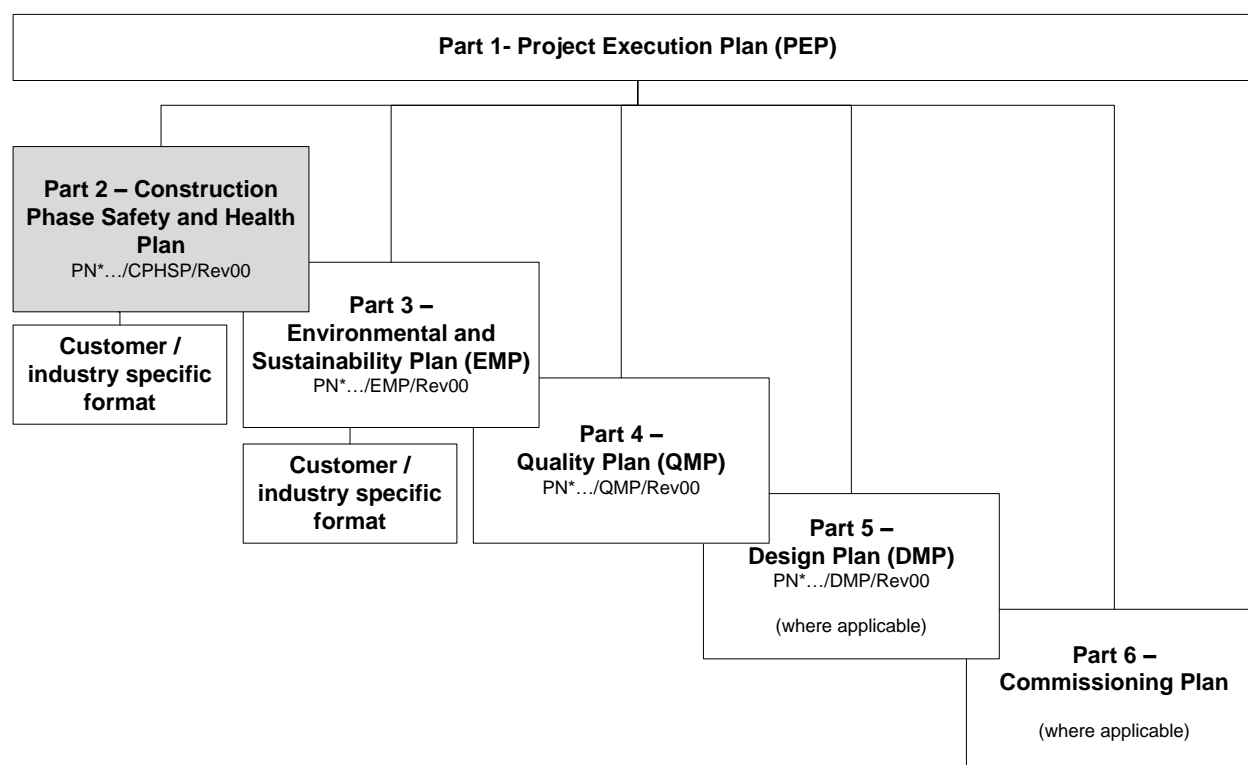 Part 1- Project Execution Plan (PEP)
Part 2 – Construction
Phase Safety and Health
Plan
PN*…/CPHSP/Rev00
Customer /
industry specific
format
Part 3 –
Environmental and
Sustainability Plan (EMP)
PN*…/EMP/Rev00
Customer /
industry specific
format
Part 4 –
Quality Plan (QMP)
PN*…/QMP/Rev00
Part 5 –
Design Plan (DMP)
PN*…/DMP/Rev00
(where applicable)
Part 6 –
Commissioning Plan
(where applicable)